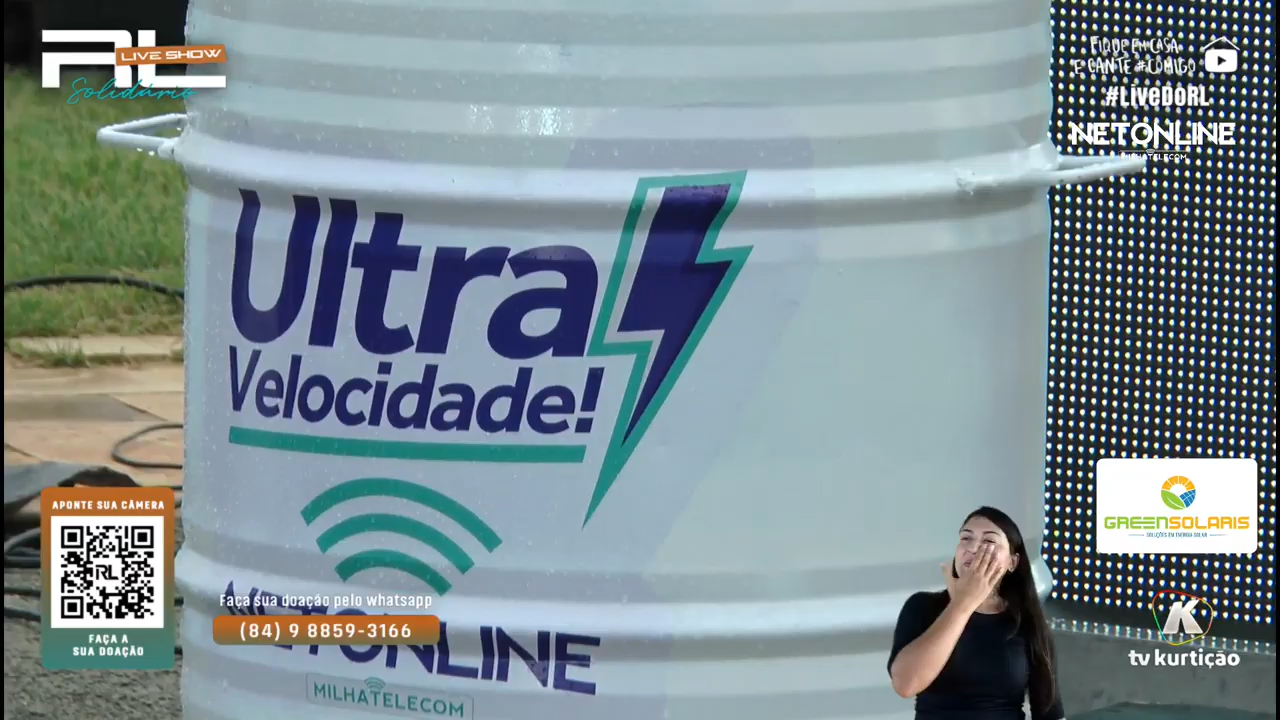 RL
LIVE SHOW
Solidário
FIQUE EM CASA
E CANTE #COMIGO
#LIVEDORL
NETONLINE
MILHATELECOM
Ultra
Velocidade!
NETONLINE
MILHATELECOM
APONTE SUA CÂMERA
RL
FAÇA A
SUA DOAÇÃO
Faça sua doação pelo whatsapp
(84) 9 8859-3166
GREENSOLARIS
SOLUÇÕES EM ENERGIA SOLAR
K
tv kurtição